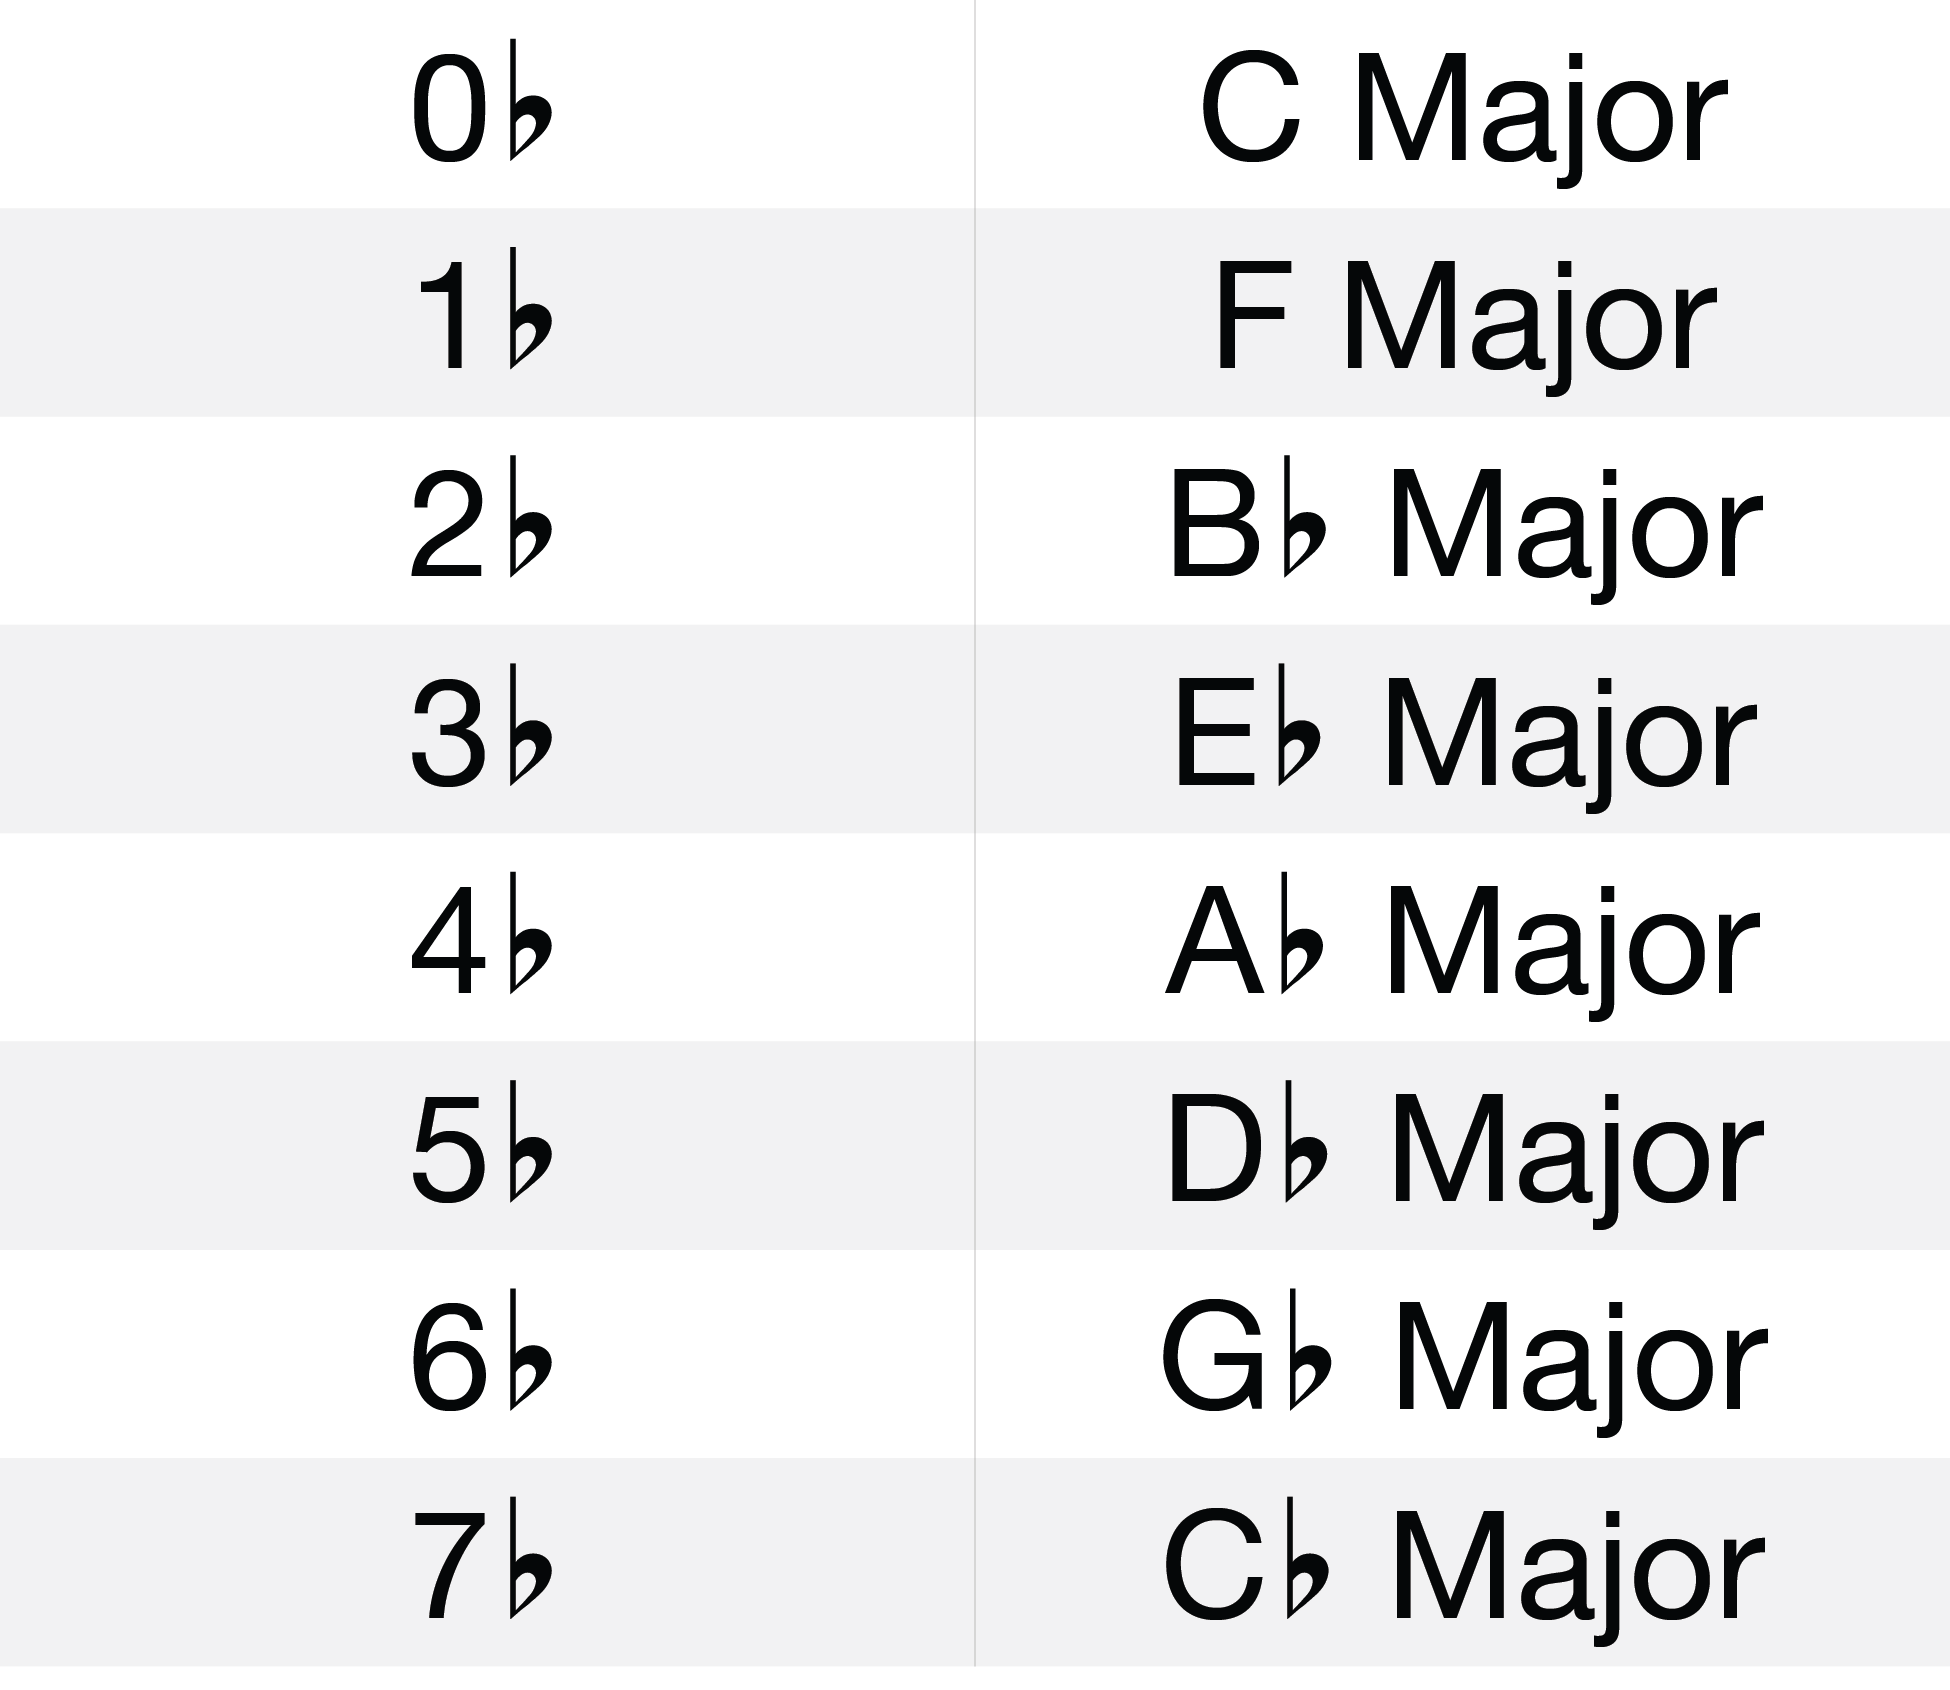 0♭ C Major
1♭ F Major
2♭ B♭ Major
3♭ E♭ Major
4♭ A♭ Major
5♭ D♭ Major
6♭ G♭ Major
7♭ C♭ Major